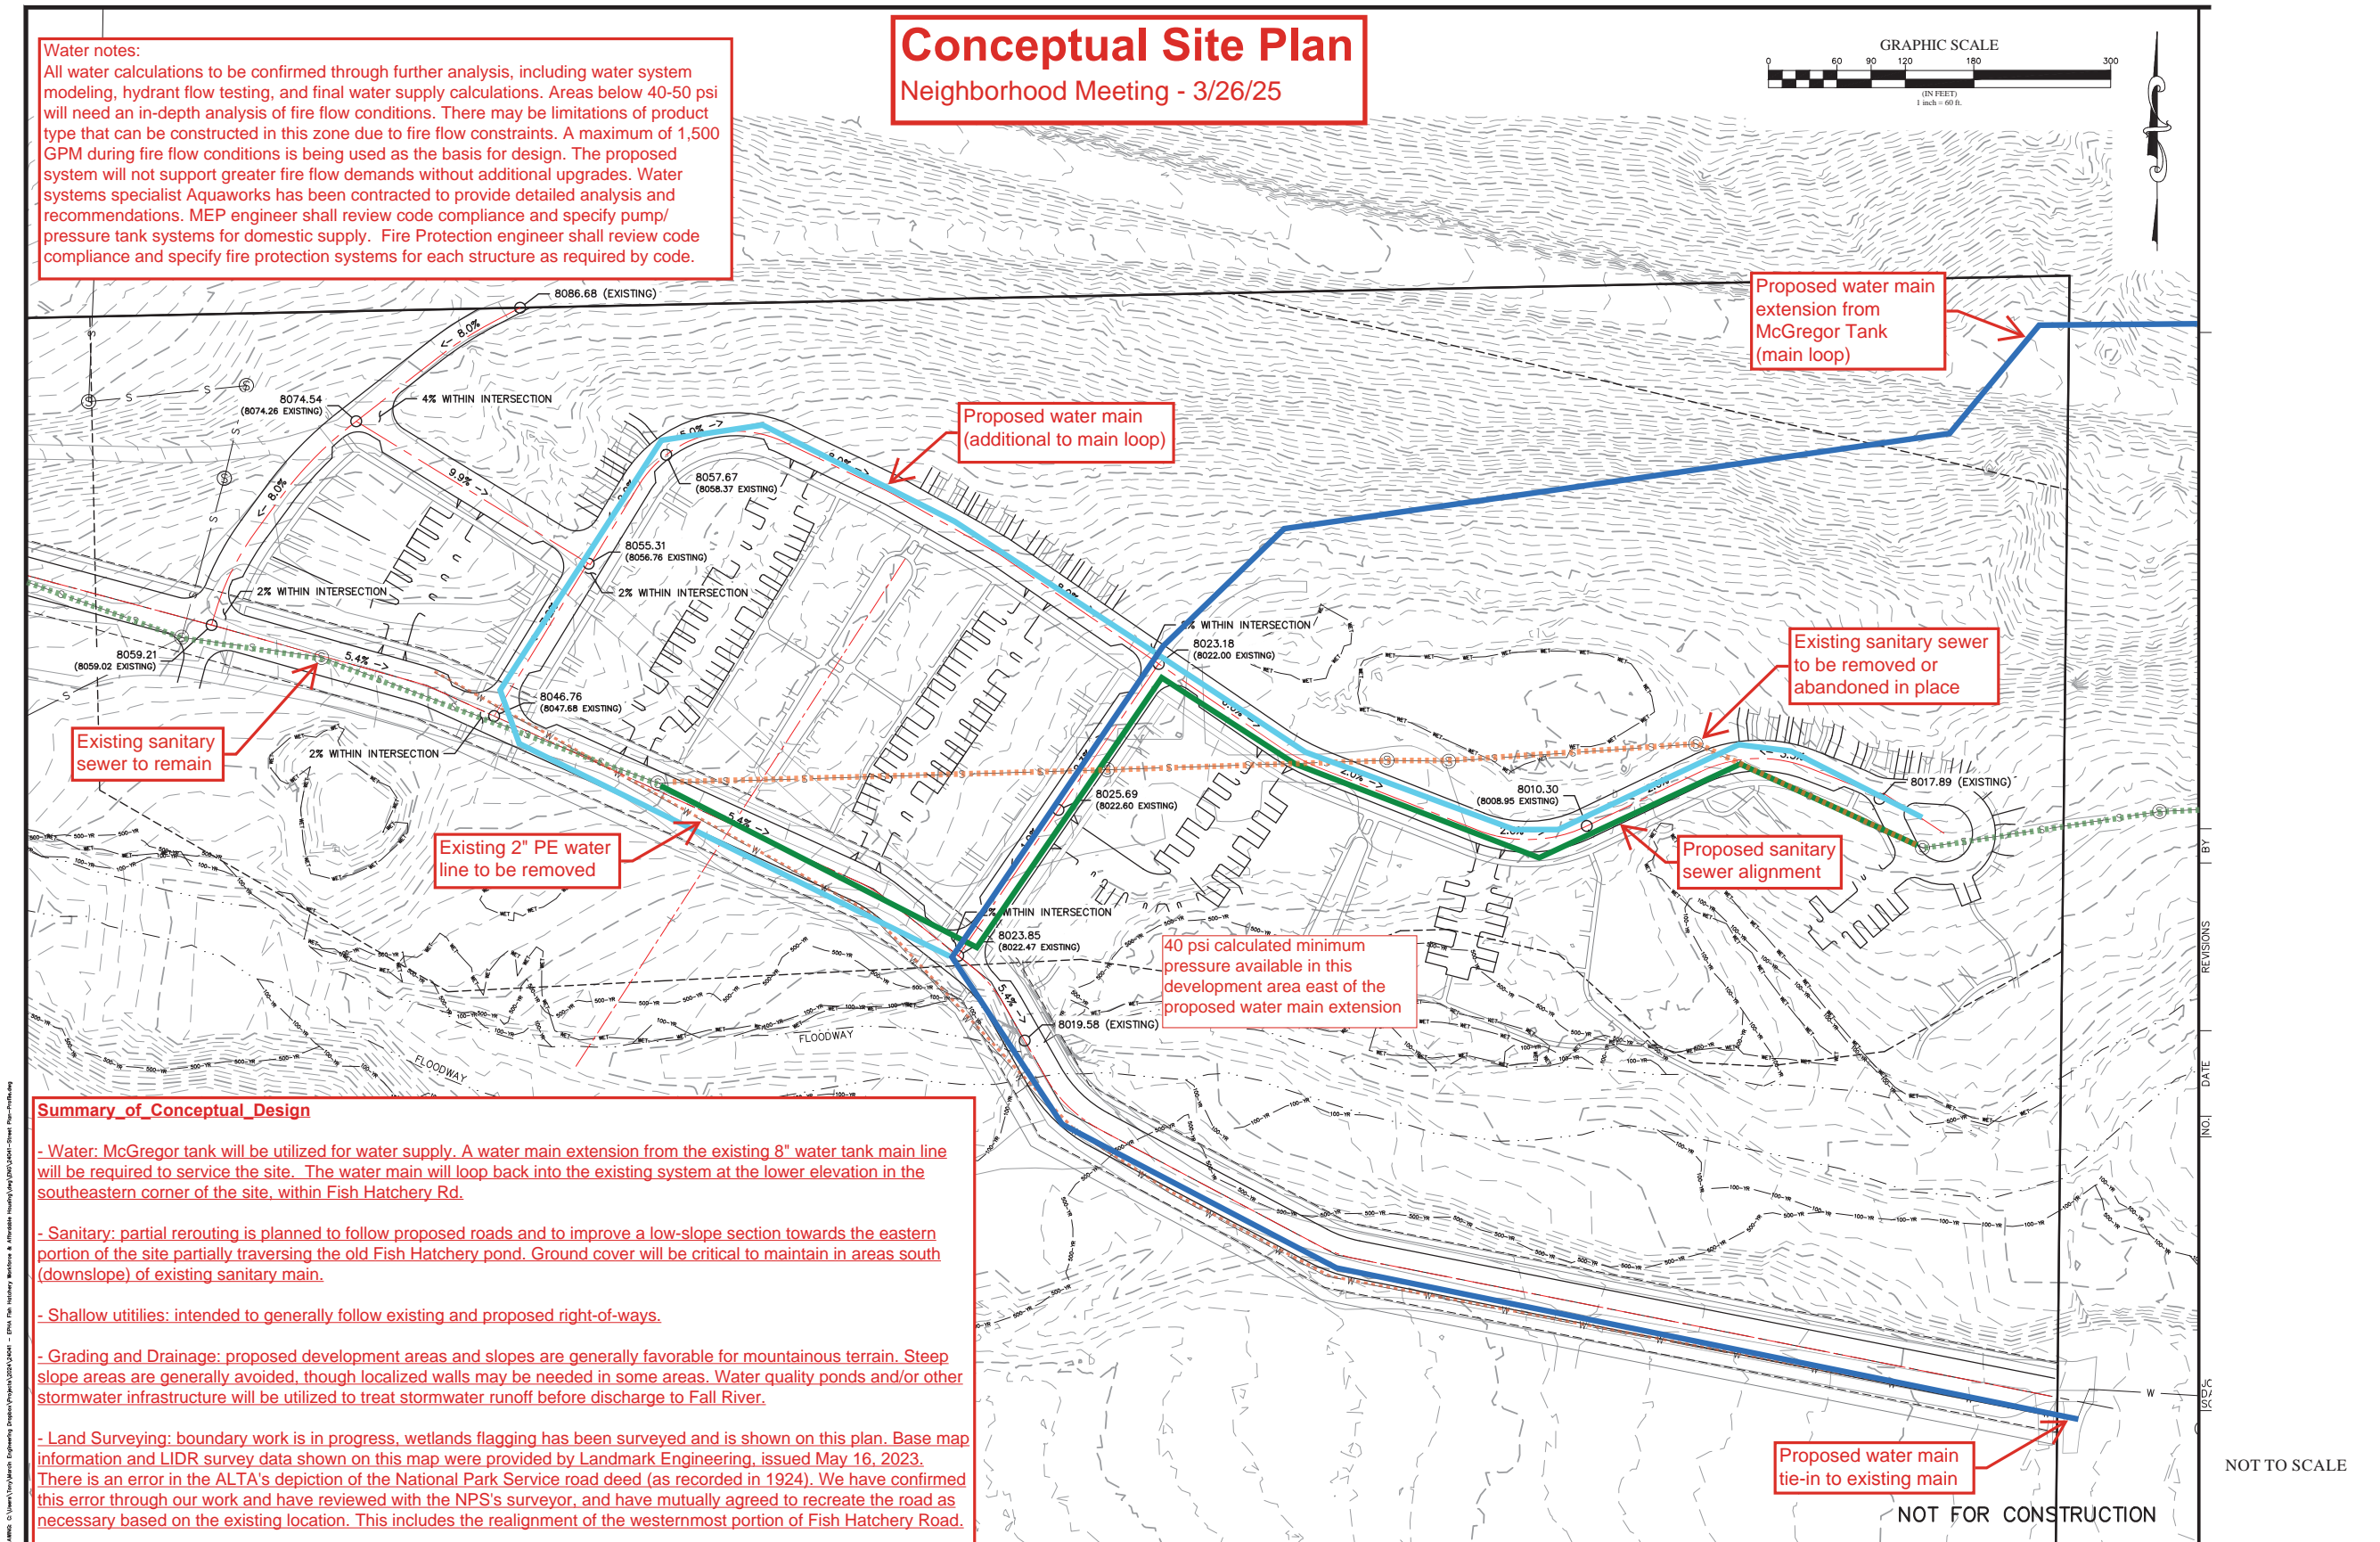 Conceptual Site Plan
Neighborhood Meeting - 3/26/25
Water notes:
All water calculations to be confirmed through further analysis, including water system
modeling, hydrant flow testing, and final water supply calculations. Areas below 40-50 psi
will need an in-depth analysis of fire flow conditions. There may be limitations of product
type that can be constructed in this zone due to fire flow constraints. A maximum of 1,500
GPM during fire flow conditions is being used as the basis for design. The proposed
system will not support greater fire flow demands without additional upgrades. Water
systems specialist Aquaworks has been contracted to provide detailed analysis and
recommendations. MEP engineer shall review code compliance and specify pump/
pressure tank systems for domestic supply.  Fire Protection engineer shall review code
compliance and specify fire protection systems for each structure as required by code.
GRAPHIC SCALE
0 60 90 120 180 300
(IN FEET)
1 inch = 60 ft.
Proposed water main
extension from
McGregor Tank
(main loop)
8086.68 (EXISTING)
8.0%
8074.54
(8074.26 EXISTING)
4% WITHIN INTERSECTION
Proposed water main
(additional to main loop)
9.9% ->
8.0%
8057.67
(8058.37 EXISTING)
8055.31
(8056.76 EXISTING)
2% WITHIN INTERSECTION
2% WITHIN INTERSECTION
8059.21
(8059.02 EXISTING)
5.4% ->
WITHIN INTERSECTION
8023.18
(8022.00 EXISTING)
Existing sanitary sewer
to be removed or
abandoned in place
8046.76
(8047.68 EXISTING)
2% WITHIN INTERSECTION
Existing sanitary
sewer to remain
8017.89 (EXISTING)
8010.30
(8008.95 EXISTING)
8025.69
(8022.60 EXISTING)
5.4% ->
2.0% ->
Existing 2" PE water
line to be removed
Proposed sanitary
sewer alignment
2% WITHIN INTERSECTION
8023.85
(8022.47 EXISTING)
40 psi calculated minimum
pressure available in this
development area east of the
proposed water main extension
5.4% ->
8019.58 (EXISTING)
FLOODWAY
FLOODWAY
Summary_of_Conceptual_Design
- Water: McGregor tank will be utilized for water supply. A water main extension from the existing 8" water tank main line
will be required to service the site.  The water main will loop back into the existing system at the lower elevation in the
southeastern corner of the site, within Fish Hatchery Rd.
- Sanitary: partial rerouting is planned to follow proposed roads and to improve a low-slope section towards the eastern
portion of the site partially traversing the old Fish Hatchery pond. Ground cover will be critical to maintain in areas south
(downslope) of existing sanitary main.
- Shallow utitilies: intended to generally follow existing and proposed right-of-ways.
- Grading and Drainage: proposed development areas and slopes are generally favorable for mountainous terrain. Steep
slope areas are generally avoided, though localized walls may be needed in some areas. Water quality ponds and/or other
stormwater infrastructure will be utilized to treat stormwater runoff before discharge to Fall River.
- Land Surveying: boundary work is in progress, wetlands flagging has been surveyed and is shown on this plan. Base map
information and LIDR survey data shown on this map were provided by Landmark Engineering, issued May 16, 2023.
There is an error in the ALTA's depiction of the National Park Service road deed (as recorded in 1924). We have confirmed
this error through our work and have reviewed with the NPS's surveyor, and have mutually agreed to recreate the road as
necessary based on the existing location. This includes the realignment of the westernmost portion of Fish Hatchery Road.
Proposed water main
tie-in to existing main
NOT FOR CONSTRUCTION
NOT TO SCALE
BY
REVISIONS
DATE
NO.